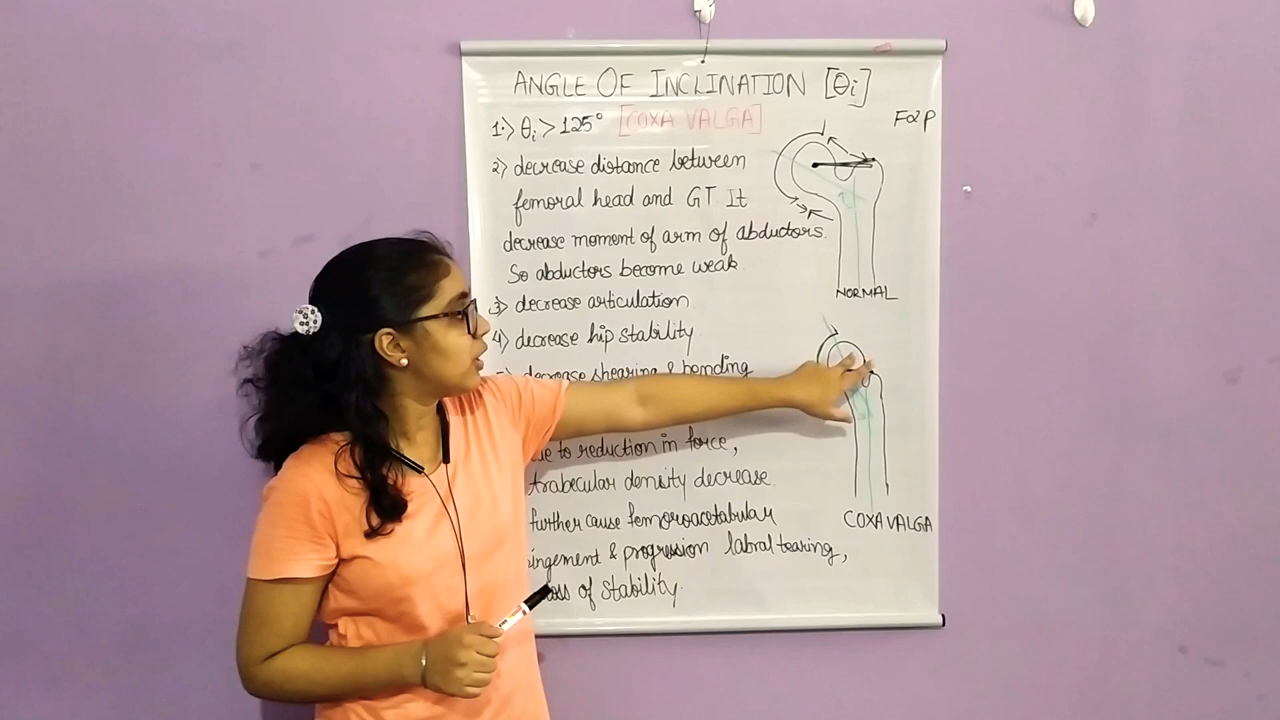 ANGLE OF INCLINATION [θi]
1·> θi > 125° [COXA VALGA]
F2P
2> decrease distance between
femoral head and GT. It
decrease moment of arm of abductors.
So abductors become weak.
NORMAL
3> decrease articulation
4> decrease hip stability
5> decrease shearing & bending
to reduction in force,
trabecular density decrease.
further cause femoroacetabular
COXA VALGA
& progression labral tearing,
loss of stability.